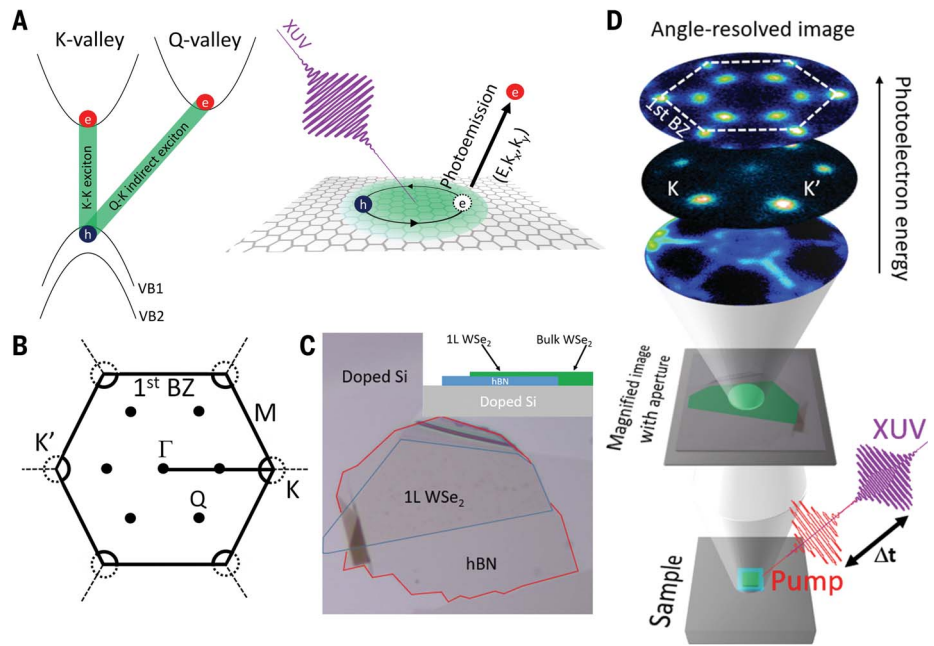 A
K-valley
Q-valley
e
e
K-K exciton
Q-K indirect exciton
h
VB1
VB2
XUV
e
Photoemission
(E,kₓ,kᵧ)
h
e
B
1st BZ
M
K'
Γ
K
Q
C
Doped Si
1L WSe₂
Bulk WSe₂
hBN
Doped Si
1L WSe₂
hBN
D
Angle-resolved image
1st BZ
K
K'
Photoelectron energy
Magnified image
with aperture
XUV
Δt
Pump
Sample